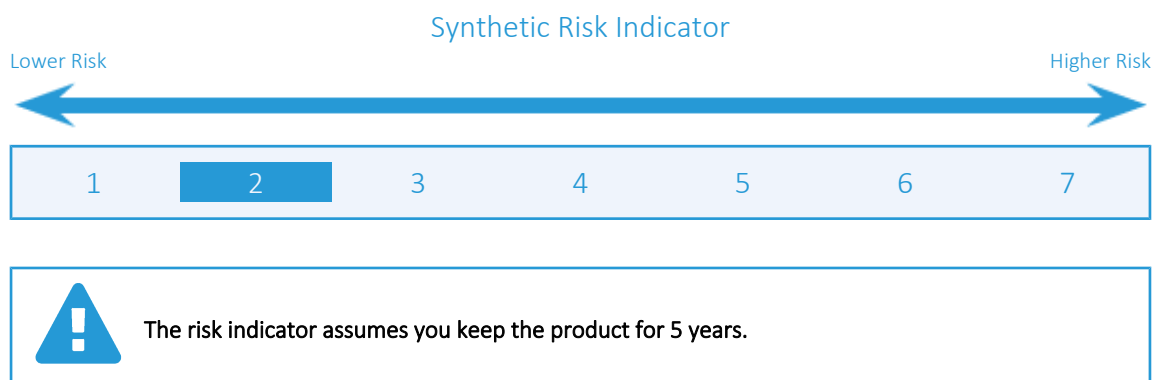 Synthetic Risk Indicator
Lower Risk Higher Risk
1 2 3 4 5 6 7
The risk indicator assumes you keep the product for 5 years.